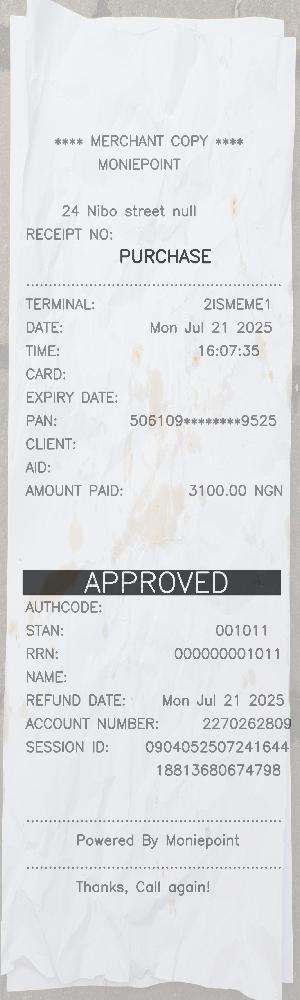 **** MERCHANT COPY ****
MONIEPOINT
24 Nibo street null
RECEIPT NO:
PURCHASE
TERMINAL: 2ISMEME1
DATE: Mon Jul 21 2025
TIME: 16:07:35
CARD:
EXPIRY DATE:
PAN: 506109********9525
CLIENT:
AID:
AMOUNT PAID: 3100.00 NGN
APPROVED
AUTHCODE:
STAN: 001011
RRN: 000000001011
NAME:
REFUND DATE: Mon Jul 21 2025
ACCOUNT NUMBER: 2270262809
SESSION ID: 0904052507241644
18813680674798
Powered By Moniepoint
Thanks, Call again!